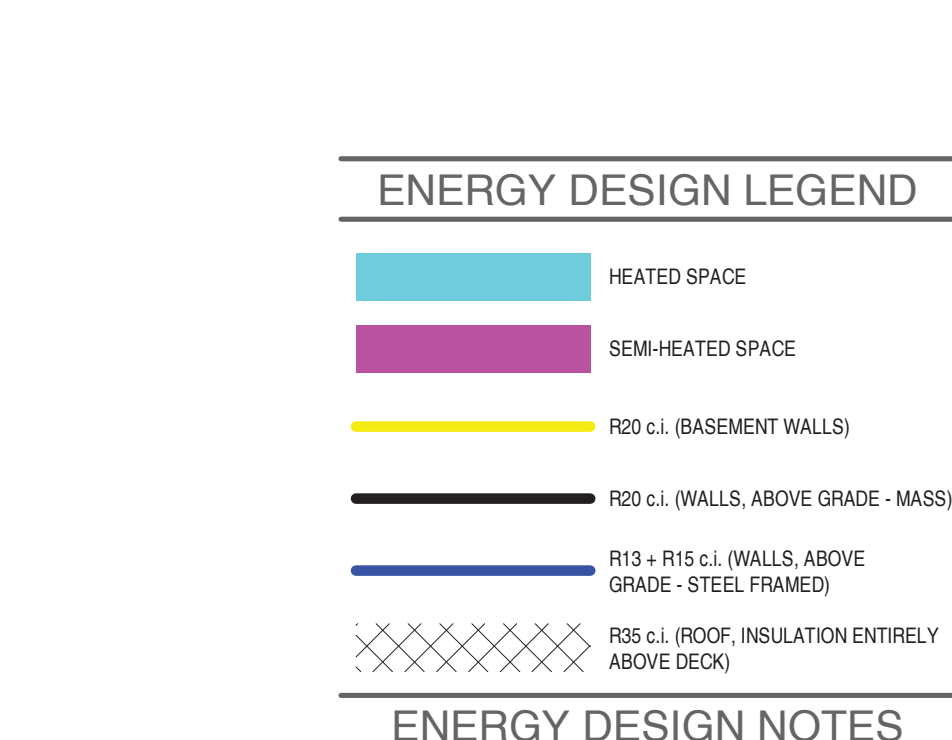 ENERGY DESIGN LEGEND
HEATED SPACE
SEMI-HEATED SPACE
R20 c.i. (BASEMENT WALLS)
R20 c.i. (WALLS, ABOVE GRADE - MASS)
R13 + R15 c.i. (WALLS, ABOVE
GRADE - STEEL FRAMED)
R35 c.i. (ROOF, INSULATION ENTIRELY
ABOVE DECK)
ENERGY DESIGN NOTES